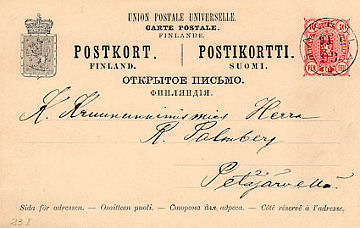 UNION POSTALE UNIVERSELLE.
CARTE POSTALE.
FINLANDE.
POSTKORT. POSTIKORTTI.
FINLAND. SUOMI.
ОТКРЫТОЕ ПИСЬМО.
ФИНЛЯНДІЯ.
K. Kruununnimismies Herra
R. Palmberg
Petäjävellä
Sida för adressen. - Osoitteen puoli. - Сторона для адреса. - Côté réservé à l'adresse.